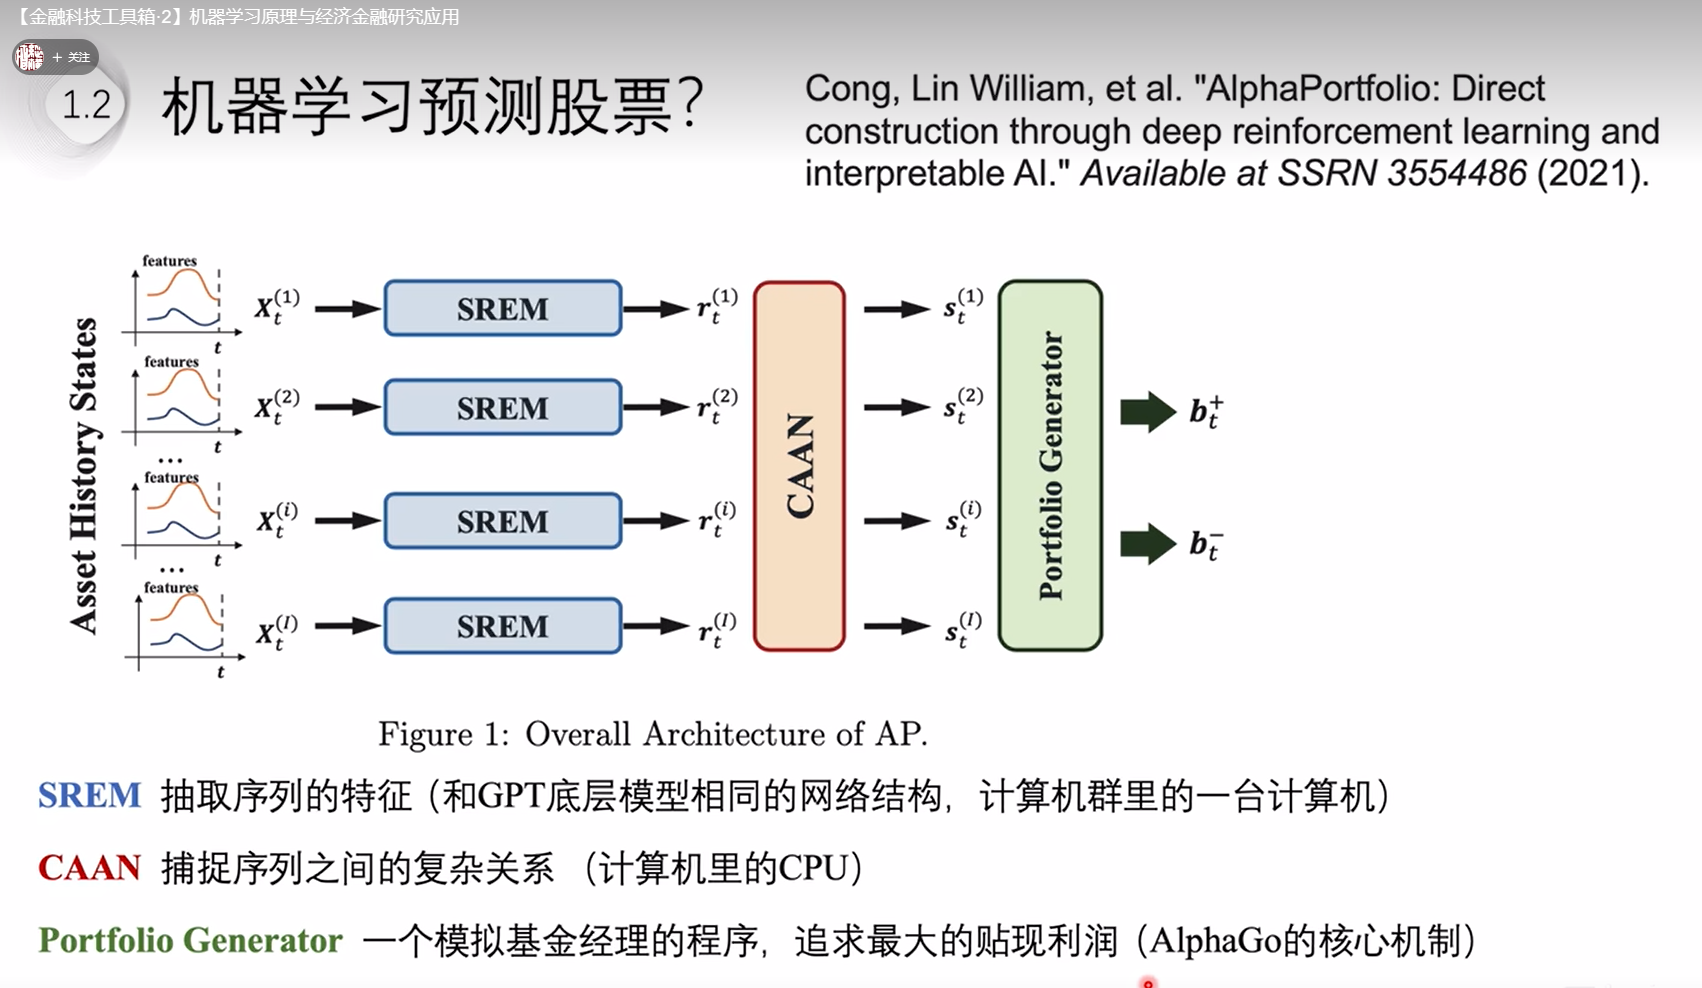 【金融科技工具箱·2】机器学习原理与经济金融研究应用
+ 关注
1.2 机器学习预测股票?
Cong, Lin William, et al. "AlphaPortfolio: Direct
construction through deep reinforcement learning and
interpretable AI." Available at SSRN 3554486 (2021).
Asset History States
features
t
X_t^(1)
SREM
r_t^(1)
s_t^(1)
features
t
X_t^(2)
SREM
r_t^(2)
s_t^(2)
...
features
t
X_t^(i)
SREM
r_t^(i)
s_t^(i)
...
features
t
X_t^(I)
SREM
r_t^(I)
s_t^(I)
CAAN
Portfolio Generator
b_t^+
b_t^-
Figure 1: Overall Architecture of AP.
SREM 抽取序列的特征（和GPT底层模型相同的网络结构，计算机群里的一台计算机）
CAAN 捕捉序列之间的复杂关系 （计算机里的CPU）
Portfolio Generator 一个模拟基金经理的程序，追求最大的贴现利润（AlphaGo的核心机制）